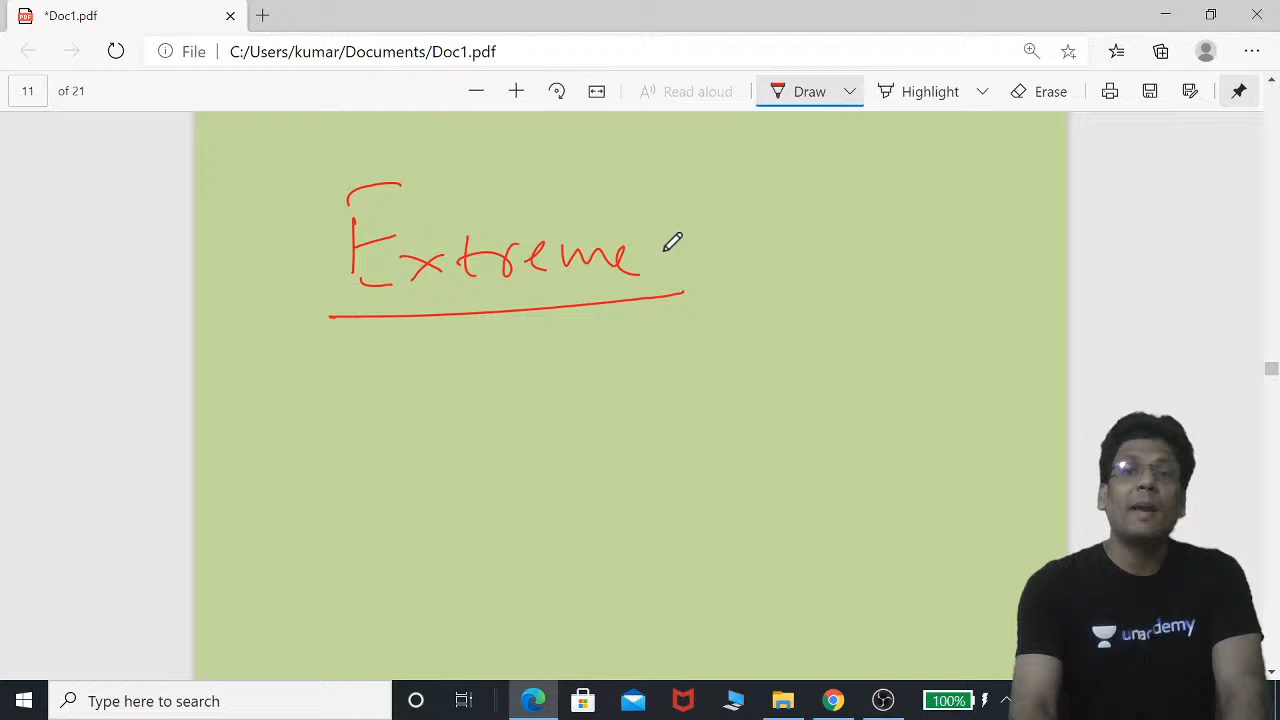 *Doc1.pdf
File C:/Users/kumar/Documents/Doc1.pdf
11 of 21 Read aloud Draw Highlight Erase
Extreme
unacademy
Type here to search 100%